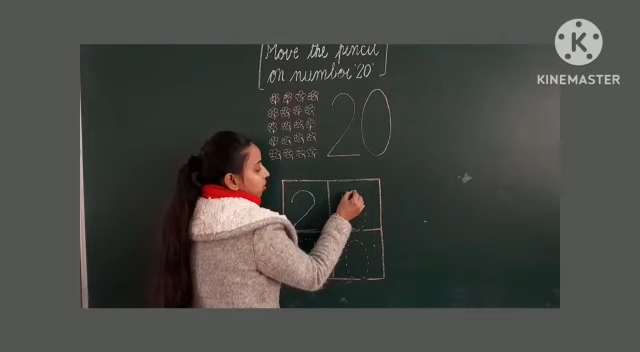 Move the pencil
on number '20'
20
2
K
KINEMASTER